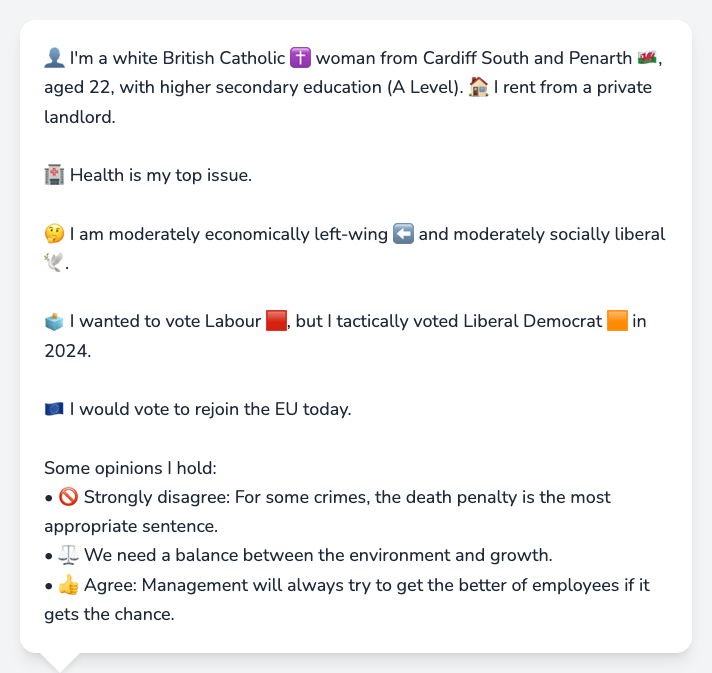 👤 I'm a white British Catholic ✝️ woman from Cardiff South and Penarth 🏴󠁧󠁢󠁷󠁬󠁳󠁿,
aged 22, with higher secondary education (A Level). 🏠 I rent from a private
landlord.
🏥 Health is my top issue.
🤔 I am moderately economically left-wing ⬅️ and moderately socially liberal
🕊️.
🗳️ I wanted to vote Labour 🟥, but I tactically voted Liberal Democrat 🟧 in
2024.
🇪🇺 I would vote to rejoin the EU today.
Some opinions I hold:
• 🚫 Strongly disagree: For some crimes, the death penalty is the most
appropriate sentence.
• ⚖️ We need a balance between the environment and growth.
• 👍 Agree: Management will always try to get the better of employees if it
gets the chance.